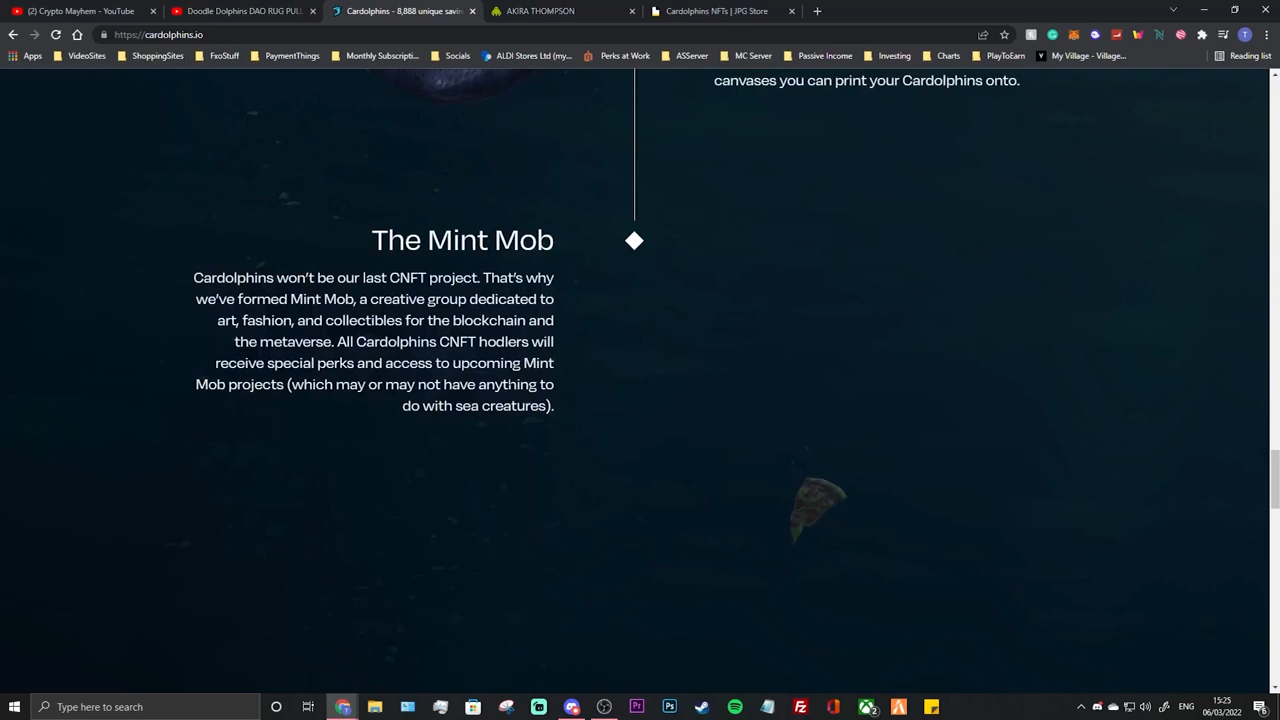 (2) Crypto Mayhem - YouTube
Doodle Dolphins DAO RUG PULL
Cardolphins - 8,888 unique savin
AKIRA THOMPSON
Cardolphins NFTs | JPG Store
https://cardolphins.io
Apps
VideoSites
ShoppingSites
FxoStuff
PaymentThings
Monthly Subscripti...
Socials
ALDI Stores Ltd (my...
Perks at Work
ASServer
MC Server
Passive Income
Investing
Charts
PlayToEarn
My Village - Village...
Reading list
canvases you can print your Cardolphins onto.
The Mint Mob
Cardolphins won't be our last CNFT project. That's why
we've formed Mint Mob, a creative group dedicated to
art, fashion, and collectibles for the blockchain and
the metaverse. All Cardolphins CNFT hodlers will
receive special perks and access to upcoming Mint
Mob projects (which may or may not have anything to
do with sea creatures).
Type here to search
ENG
15:25
06/03/2022